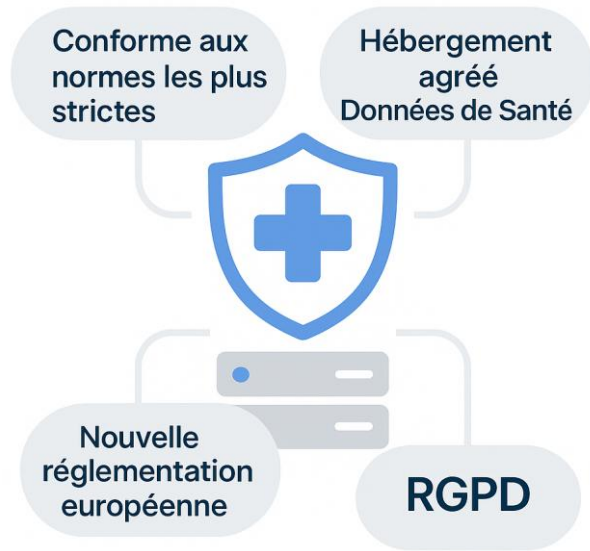 Conforme aux
normes les plus
strictes
Hébergement
agréé
Données de Santé
Nouvelle
réglementation
européenne
RGPD